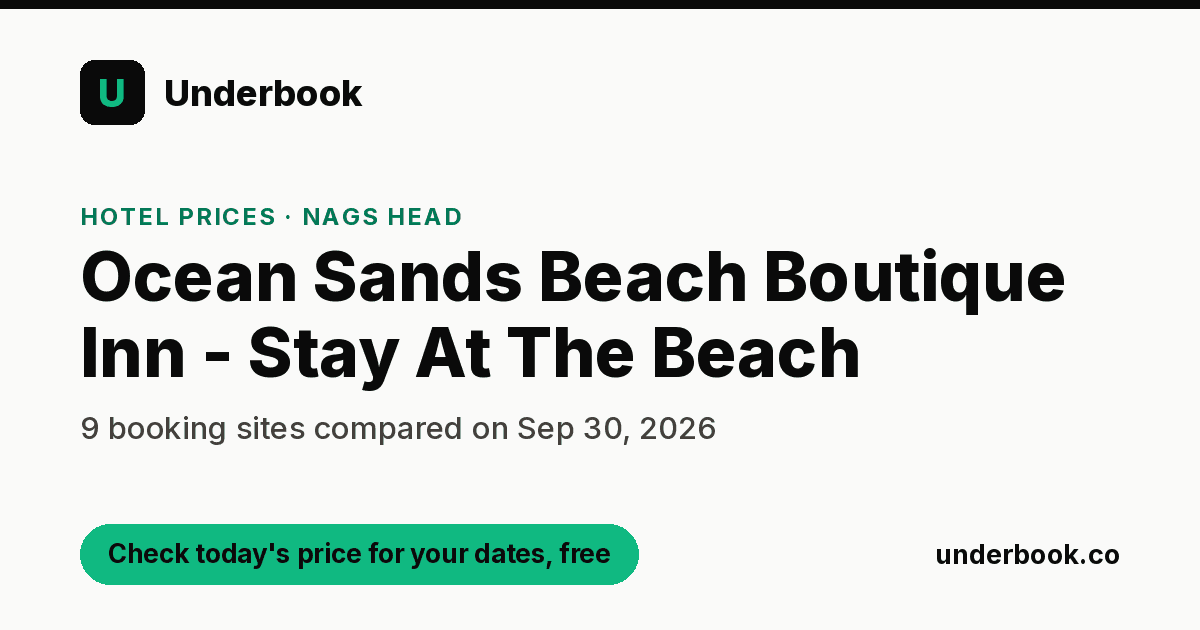 U Underbook
HOTEL PRICES · NAGS HEAD
Ocean Sands Beach Boutique
Inn - Stay At The Beach
9 booking sites compared on Sep 30, 2026
Check today's price for your dates, free
underbook.co